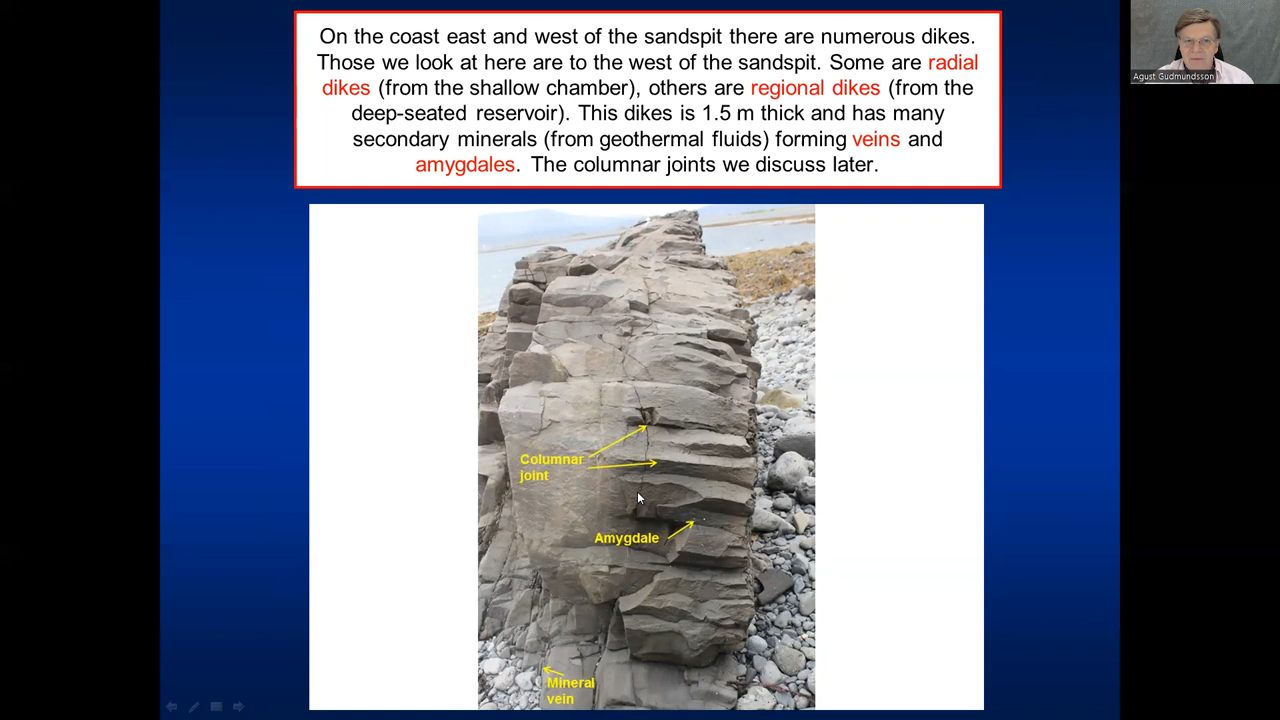 On the coast east and west of the sandspit there are numerous dikes.
Those we look at here are to the west of the sandspit. Some are radial
dikes (from the shallow chamber), others are regional dikes (from the
deep-seated reservoir). This dikes is 1.5 m thick and has many
secondary minerals (from geothermal fluids) forming veins and
amygdales. The columnar joints we discuss later.
Agust Gudmundsson
Columnar
joint
Amygdale
Mineral
vein